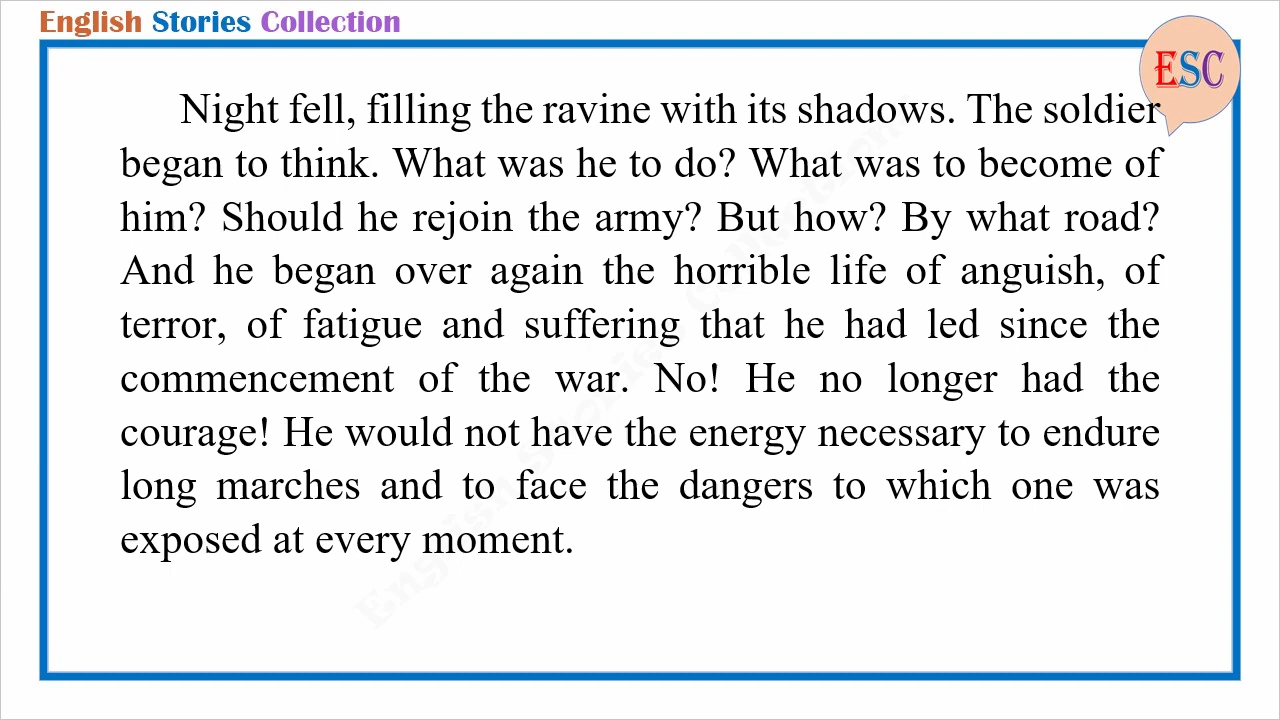 English Stories Collection
ESC
Night fell, filling the ravine with its shadows. The soldier
began to think. What was he to do? What was to become of
him? Should he rejoin the army? But how? By what road?
And he began over again the horrible life of anguish, of
terror, of fatigue and suffering that he had led since the
commencement of the war. No! He no longer had the
courage! He would not have the energy necessary to endure
long marches and to face the dangers to which one was
exposed at every moment.
English Stories Collection